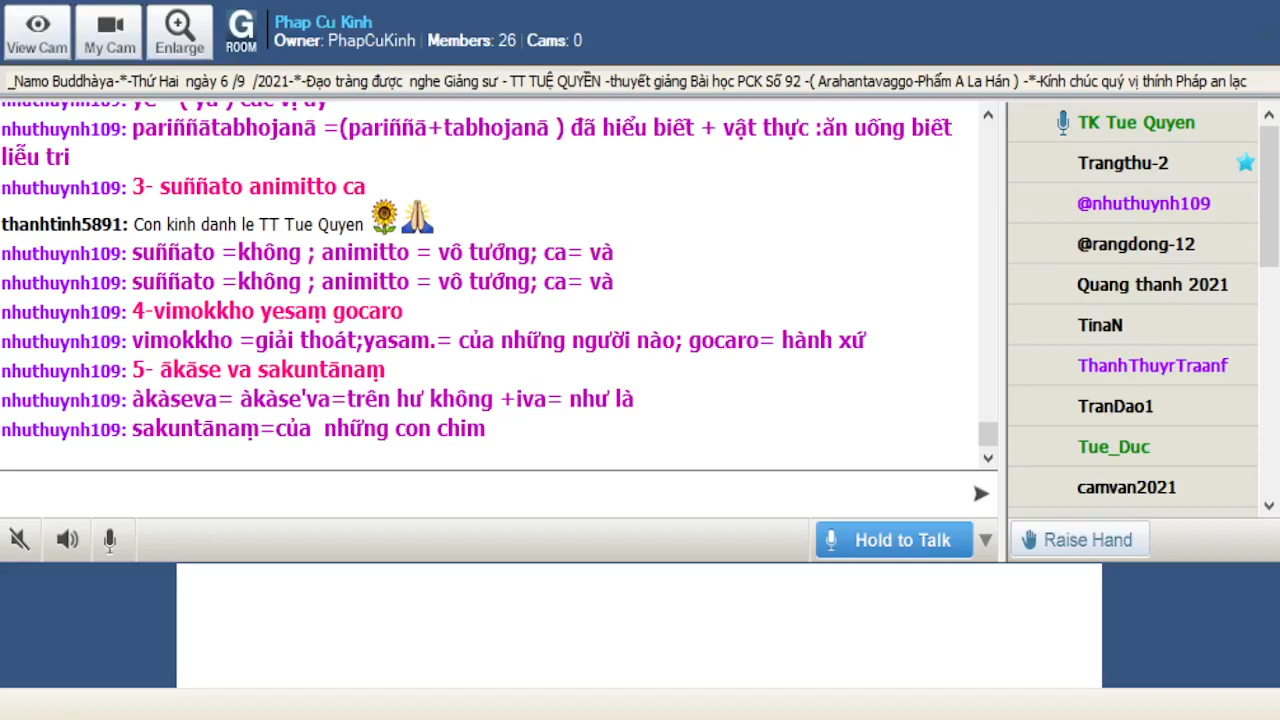 View Cam
My Cam
Enlarge
G
ROOM
Phap Cu Kinh
Owner: PhapCuKinh | Members: 26 | Cams: 0
_Namo Buddhàya-*-Thứ Hai ngày 6 /9 /2021-*-Đạo tràng được nghe Giảng sư - TT TUỆ QUYỀN -thuyết giảng Bài học PCK Số 92 -( Arahantavaggo-Phẩm A La Hán ) -*-Kính chúc quý vị thính Pháp an lạc
nhuthuynh109: pariññātabhojanā =(pariññā+tabhojanā ) đã hiểu biết + vật thực :ăn uống biết
liễu tri
nhuthuynh109: 3- suññato animitto ca
thanhtinh5891: Con kinh danh le TT Tue Quyen
nhuthuynh109: suññato =không ; animitto = vô tướng; ca= và
nhuthuynh109: suññato =không ; animitto = vô tướng; ca= và
nhuthuynh109: 4-vimokkho yesaṃ gocaro
nhuthuynh109: vimokkho =giải thoát;yasam.= của những người nào; gocaro= hành xứ
nhuthuynh109: 5- ākāse va sakuntānaṃ
nhuthuynh109: àkàseva= àkàse'va=trên hư không +iva= như là
nhuthuynh109: sakuntānaṃ=của những con chim
TK Tue Quyen
Trangthu-2
@nhuthuynh109
@rangdong-12
Quang thanh 2021
TinaN
ThanhThuyrTraanf
TranDao1
Tue_Duc
camvan2021
Hold to Talk
Raise Hand